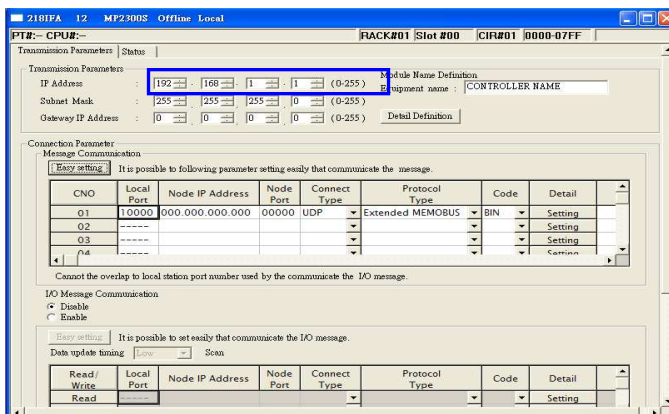 218IFA 12 MP2300S Offline Local
PT#:– CPU#:– RACK#01 Slot #00 CIR#01 0000-07FF
Transmission Parameters Status
Transmission Parameters
IP Address : 192 . 168 . 1 . 1 (0-255)
Module Name Definition
Equipment name : CONTROLLER NAME
Subnet Mask : 255 . 255 . 255 . 0 (0-255)
Gateway IP Address : 0 . 0 . 0 . 0 (0-255) Detail Definition
Connection Parameter
Message Communication
Easy setting It is possible to following parameter setting easily that communicate the message.
CNO Local Port Node IP Address Node Port Connect Type Protocol Type Code Detail
01 10000 000.000.000.000 00000 UDP Extended MEMOBUS BIN Setting
02 ----- Setting
03 ----- Setting
04 ----- Setting
Cannot the overlap to local station port number used by the communicate the I/O message.
I/O Message Communication
Disable
Enable
Easy setting It is possible to set easily that communicate the I/O message.
Data update timing Low Scan
Read/Write Local Port Node IP Address Node Port Connect Type Protocol Type Code Detail
Read ----- Setting